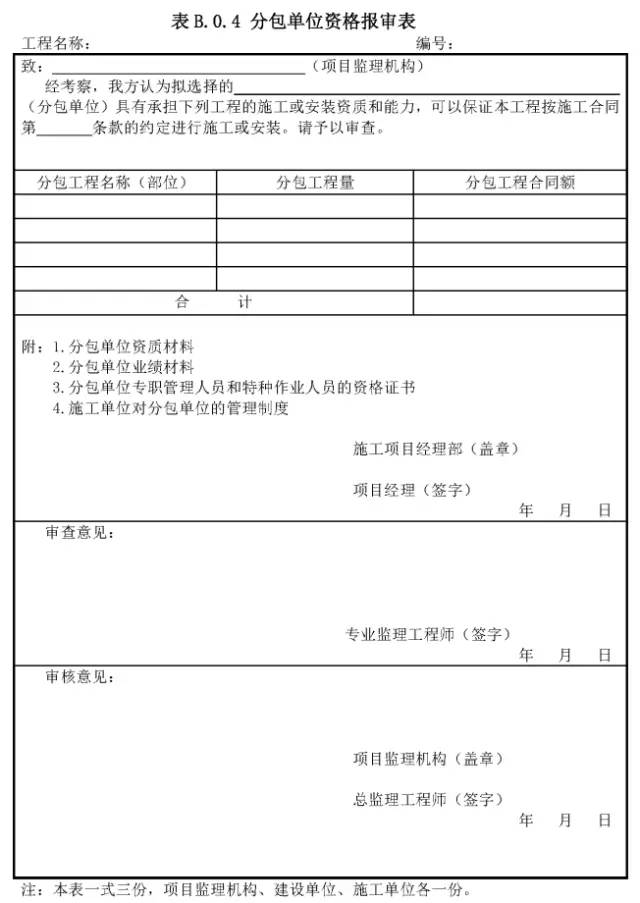 表 B.0.4 分包单位资格报审表
工程名称： 编号：
致：（项目监理机构）
经考察，我方认为拟选择的
（分包单位）具有承担下列工程的施工或安装资质和能力，可以保证本工程按施工合同
第条款的约定进行施工或安装。请予以审查。
分包工程名称（部位） 分包工程量 分包工程合同额
合 计
附：1.分包单位资质材料
2.分包单位业绩材料
3.分包单位专职管理人员和特种作业人员的资格证书
4.施工单位对分包单位的管理制度
施工项目经理部（盖章）
项目经理（签字）
年 月 日
审查意见：
专业监理工程师（签字）
年 月 日
审核意见：
项目监理机构（盖章）
总监理工程师（签字）
年 月 日
注：本表一式三份，项目监理机构、建设单位、施工单位各一份。